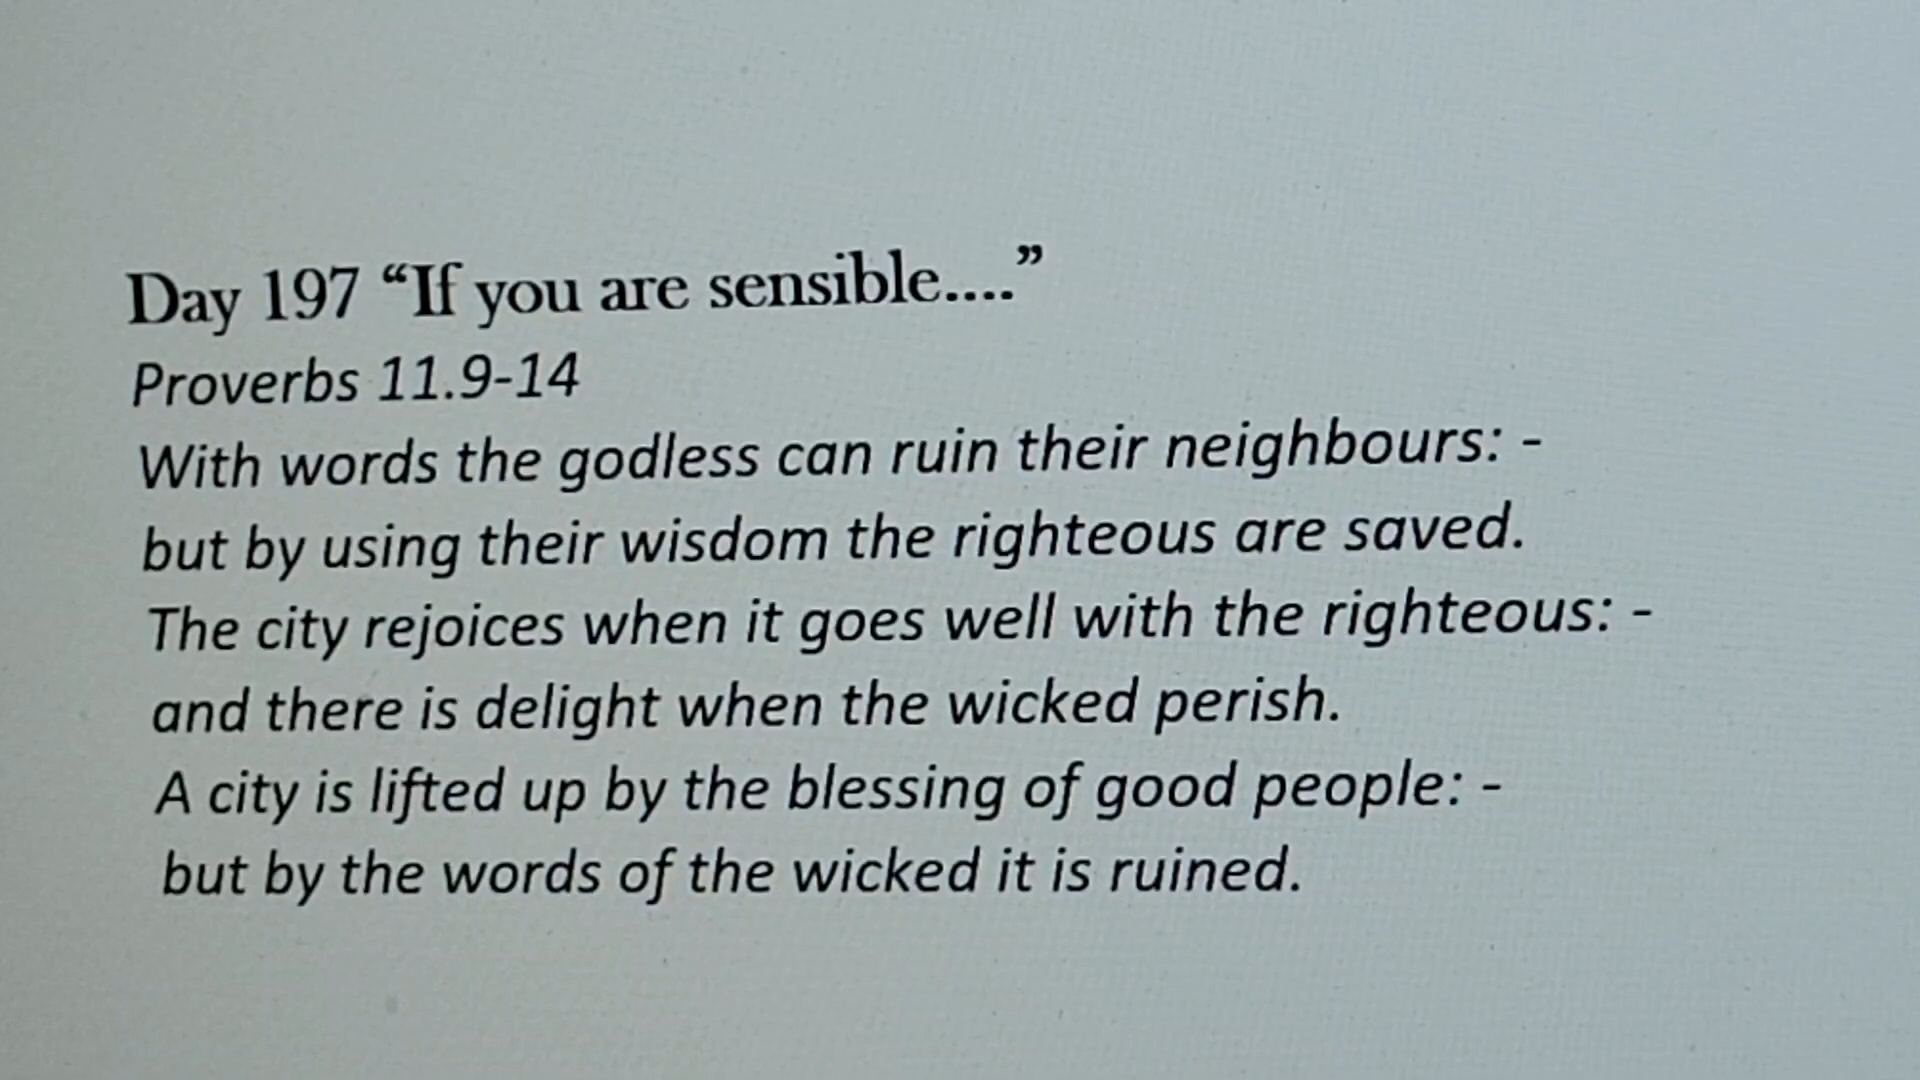 Day 197 “If you are sensible....”
Proverbs 11.9-14
With words the godless can ruin their neighbours: -
but by using their wisdom the righteous are saved.
The city rejoices when it goes well with the righteous: -
and there is delight when the wicked perish.
A city is lifted up by the blessing of good people: -
but by the words of the wicked it is ruined.